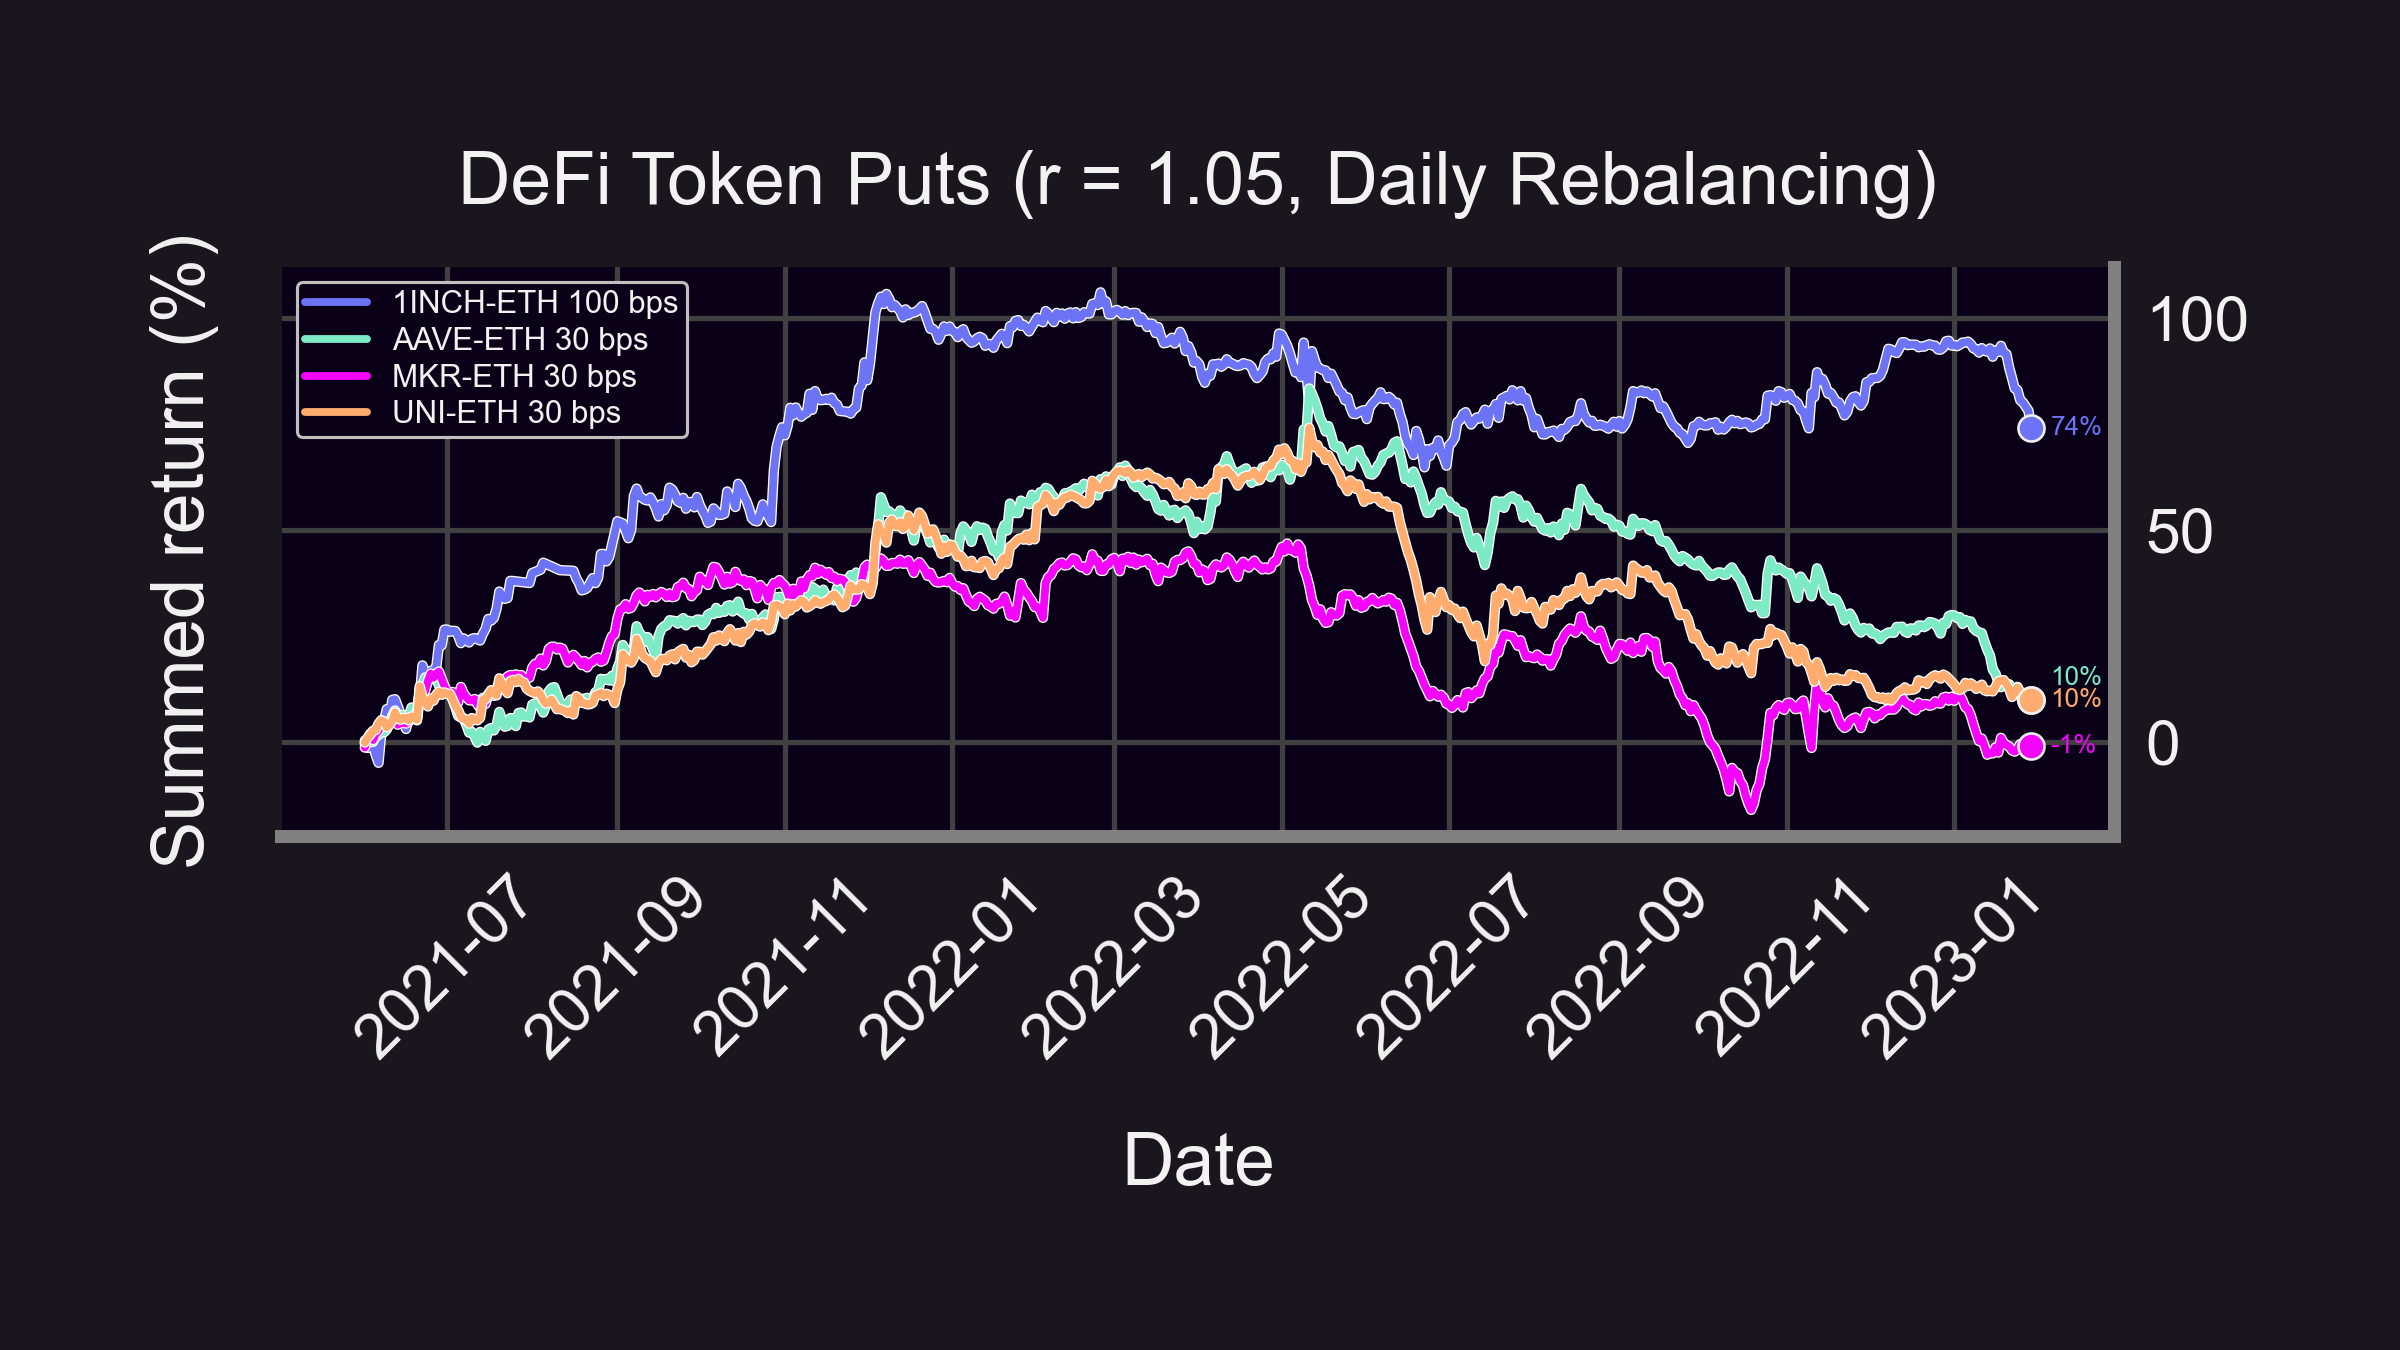 DeFi Token Puts (r = 1.05, Daily Rebalancing)
Summed return (%)
1INCH-ETH 100 bps
AAVE-ETH 30 bps
MKR-ETH 30 bps
UNI-ETH 30 bps
100
50
0
74%
10%
10%
-1%
2021-07
2021-09
2021-11
2022-01
2022-03
2022-05
2022-07
2022-09
2022-11
2023-01
Date